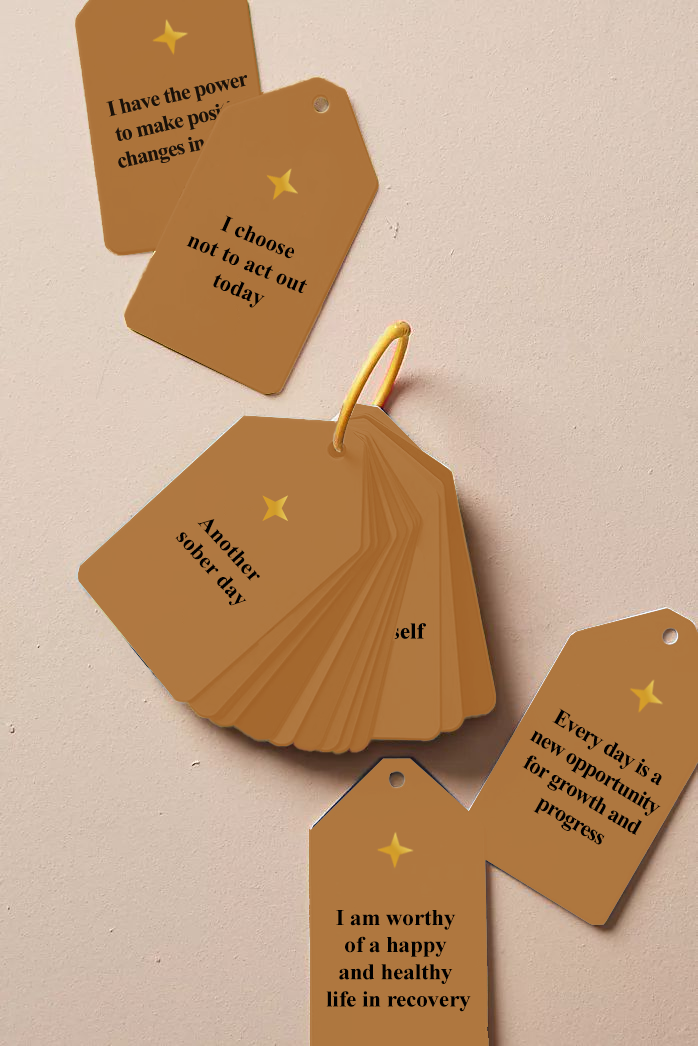 I have the power
to make
changes in
I choose
not to act out
today
Another
sober day
self
Every day is a
new opportunity
for growth and
progress
I am worthy
of a happy
and healthy
life in recovery